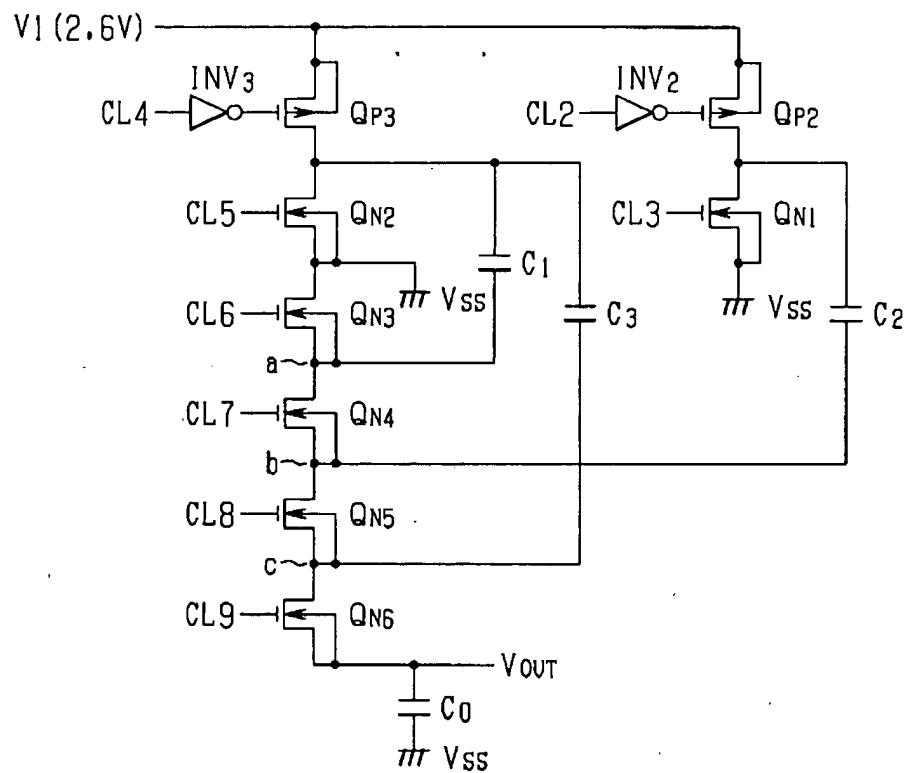 V1(2.6V)
INV3
INV2
CL4
QP3
CL2
QP2
CL5
QN2
CL3
QN1
C1
VSS
VSS
CL6
QN3
C3
C2
a
CL7
QN4
b
CL8
QN5
c
CL9
QN6
VOUT
C0
VSS